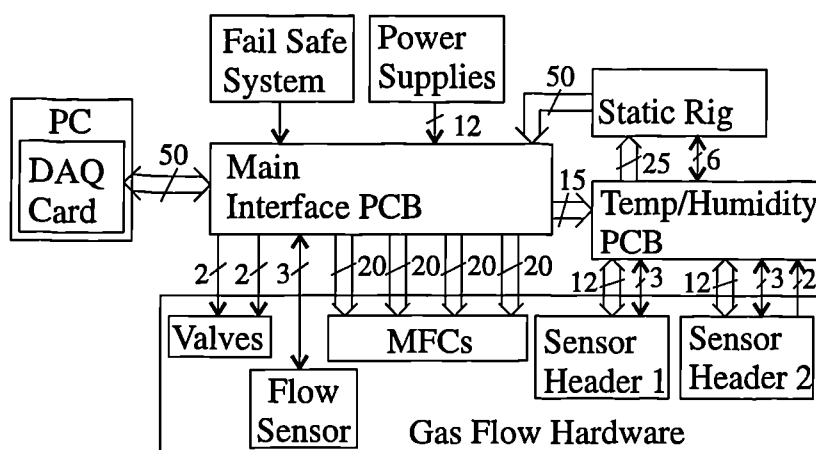 Fail Safe
System
Power
Supplies
50
Static Rig
PC
DAQ
Card
50
12
Main
Interface PCB
25
6
15
Temp/Humidity
PCB
2
2
3
20
20
20
20
12
3
12
3
2
Valves
MFCs
Sensor
Header 1
Sensor
Header 2
Flow
Sensor
Gas Flow Hardware